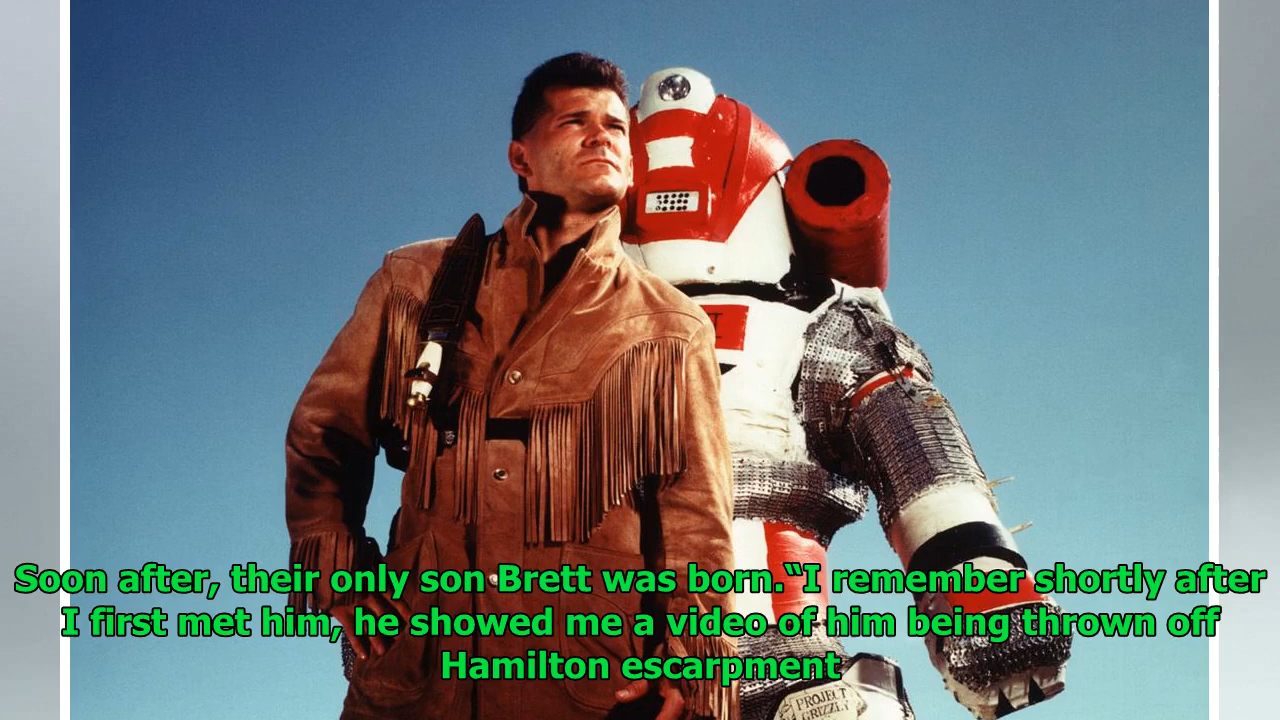 Soon after, their only son Brett was born.“I remember shortly after
I first met him, he showed me a video of him being thrown off
Hamilton escarpment
PROJECT
GRIZZLY